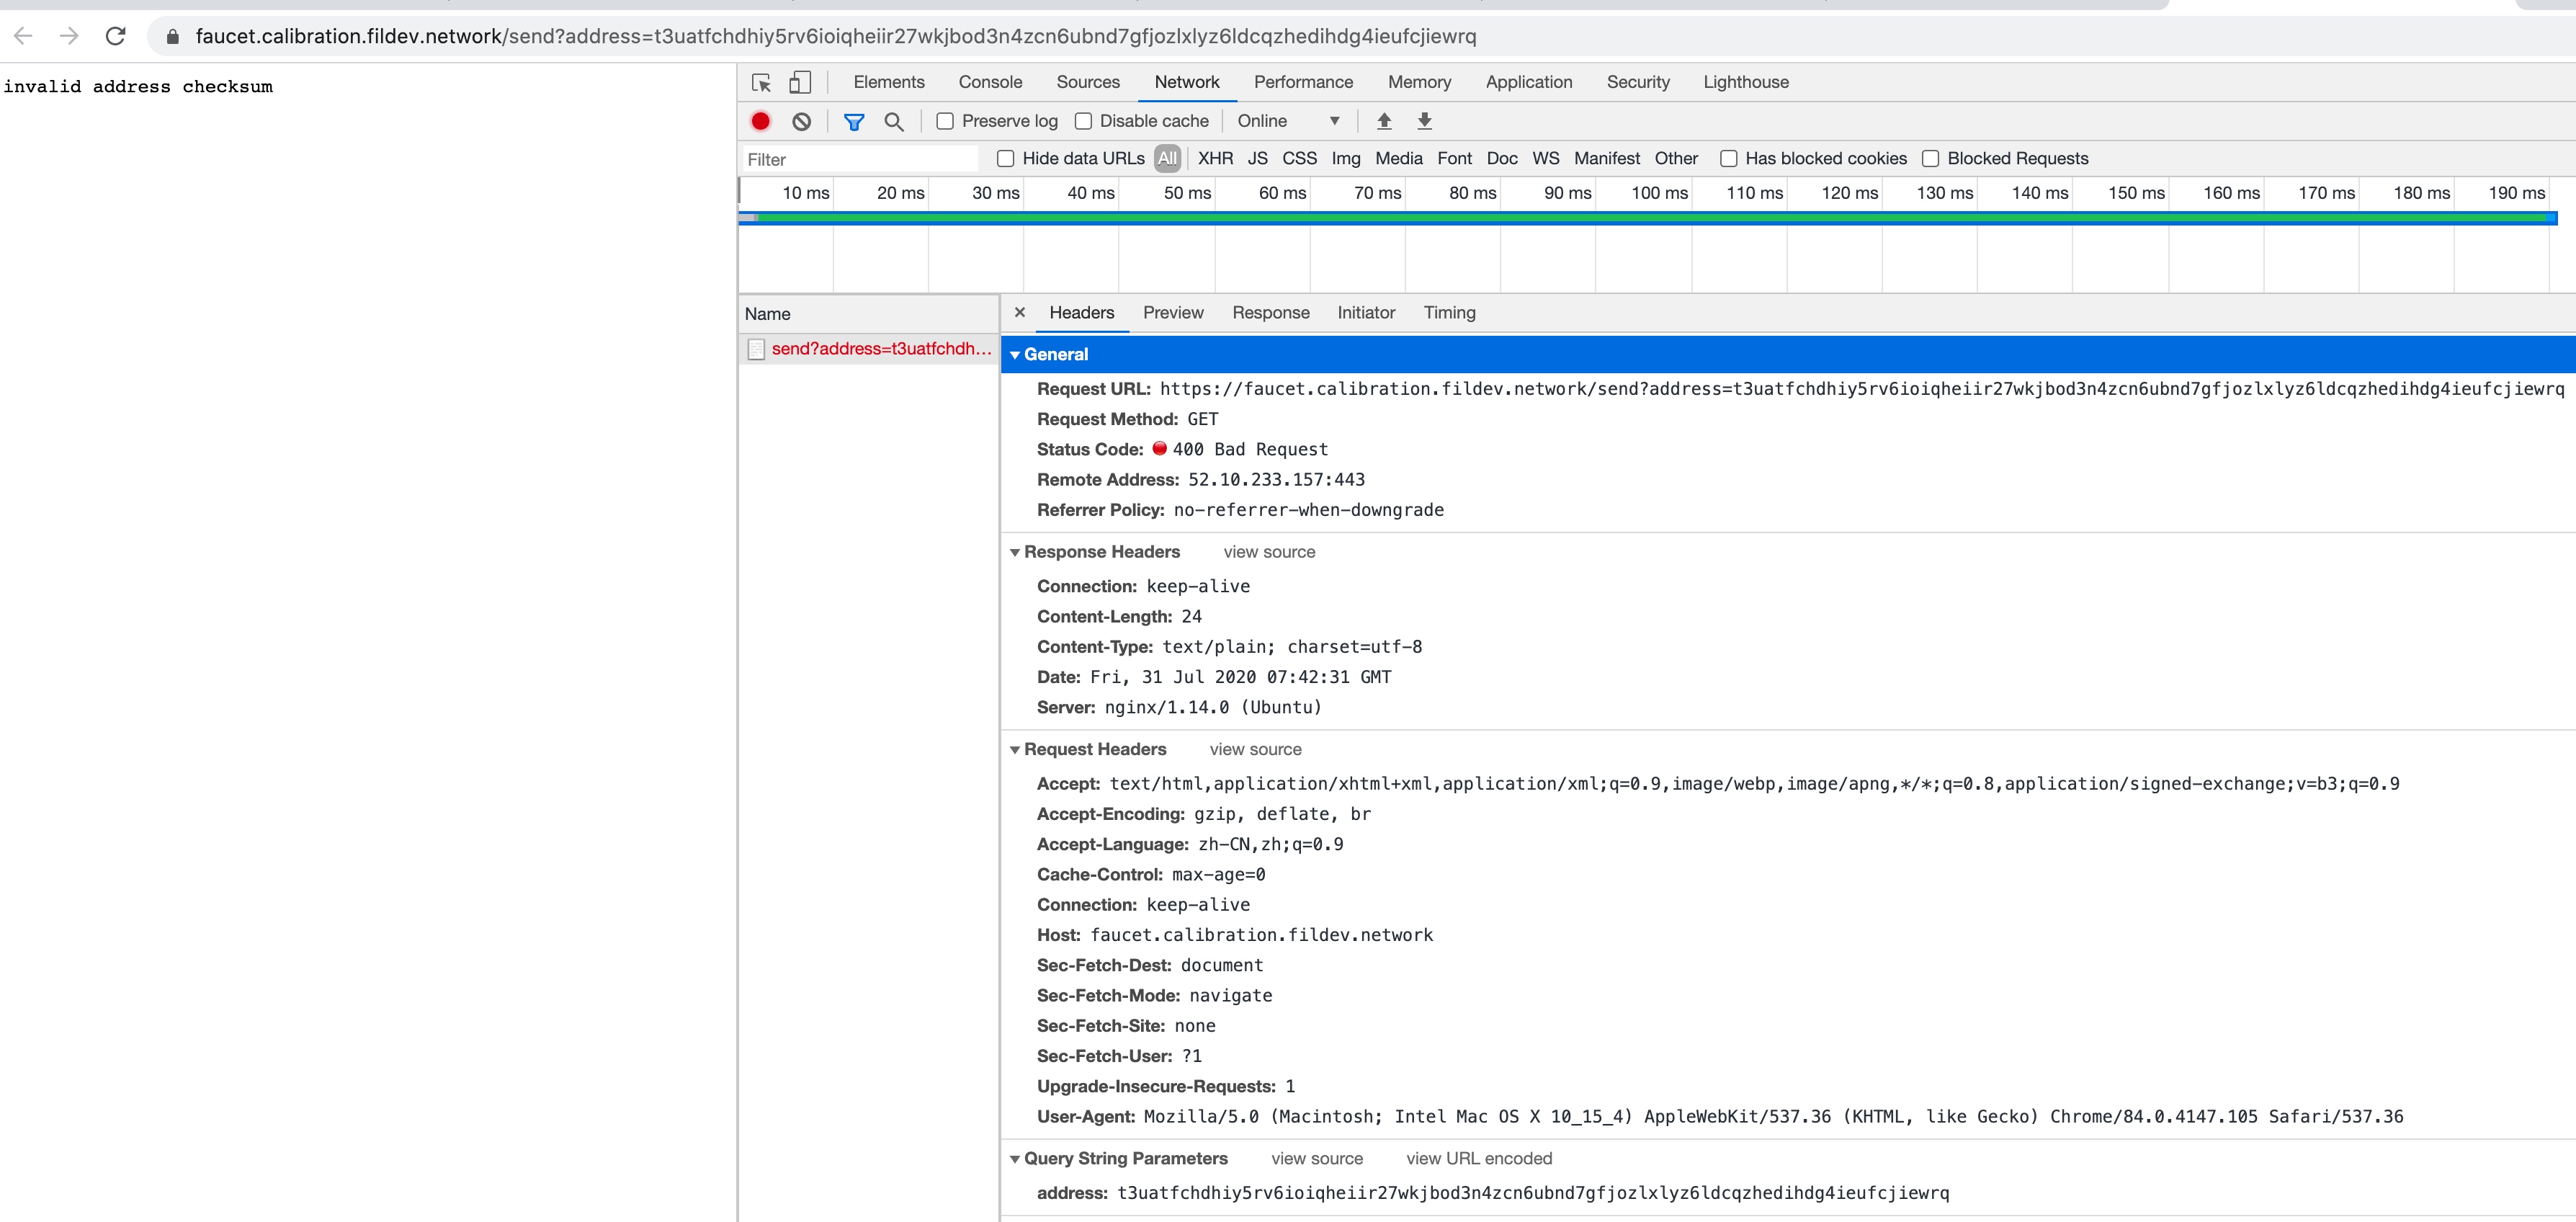 faucet.calibration.fildev.network/send?address=t3uatfchdhiy5rv6ioiqheiir27wkjbod3n4zcn6ubnd7gfjozlxlyz6ldcqzhedihdg4ieufcjiewrq
invalid address checksum
Elements Console Sources Network Performance Memory Application Security Lighthouse
Preserve log Disable cache Online
Filter Hide data URLs All XHR JS CSS Img Media Font Doc WS Manifest Other Has blocked cookies Blocked Requests
10 ms 20 ms 30 ms 40 ms 50 ms 60 ms 70 ms 80 ms 90 ms 100 ms 110 ms 120 ms 130 ms 140 ms 150 ms 160 ms 170 ms 180 ms 190 ms
Name
send?address=t3uatfchdh…
× Headers Preview Response Initiator Timing
General
Request URL: https://faucet.calibration.fildev.network/send?address=t3uatfchdhiy5rv6ioiqheiir27wkjbod3n4zcn6ubnd7gfjozlxlyz6ldcqzhedihdg4ieufcjiewrq
Request Method: GET
Status Code: 400 Bad Request
Remote Address: 52.10.233.157:443
Referrer Policy: no-referrer-when-downgrade
Response Headers view source
Connection: keep-alive
Content-Length: 24
Content-Type: text/plain; charset=utf-8
Date: Fri, 31 Jul 2020 07:42:31 GMT
Server: nginx/1.14.0 (Ubuntu)
Request Headers view source
Accept: text/html,application/xhtml+xml,application/xml;q=0.9,image/webp,image/apng,*/*;q=0.8,application/signed-exchange;v=b3;q=0.9
Accept-Encoding: gzip, deflate, br
Accept-Language: zh-CN,zh;q=0.9
Cache-Control: max-age=0
Connection: keep-alive
Host: faucet.calibration.fildev.network
Sec-Fetch-Dest: document
Sec-Fetch-Mode: navigate
Sec-Fetch-Site: none
Sec-Fetch-User: ?1
Upgrade-Insecure-Requests: 1
User-Agent: Mozilla/5.0 (Macintosh; Intel Mac OS X 10_15_4) AppleWebKit/537.36 (KHTML, like Gecko) Chrome/84.0.4147.105 Safari/537.36
Query String Parameters view source view URL encoded
address: t3uatfchdhiy5rv6ioiqheiir27wkjbod3n4zcn6ubnd7gfjozlxlyz6ldcqzhedihdg4ieufcjiewrq